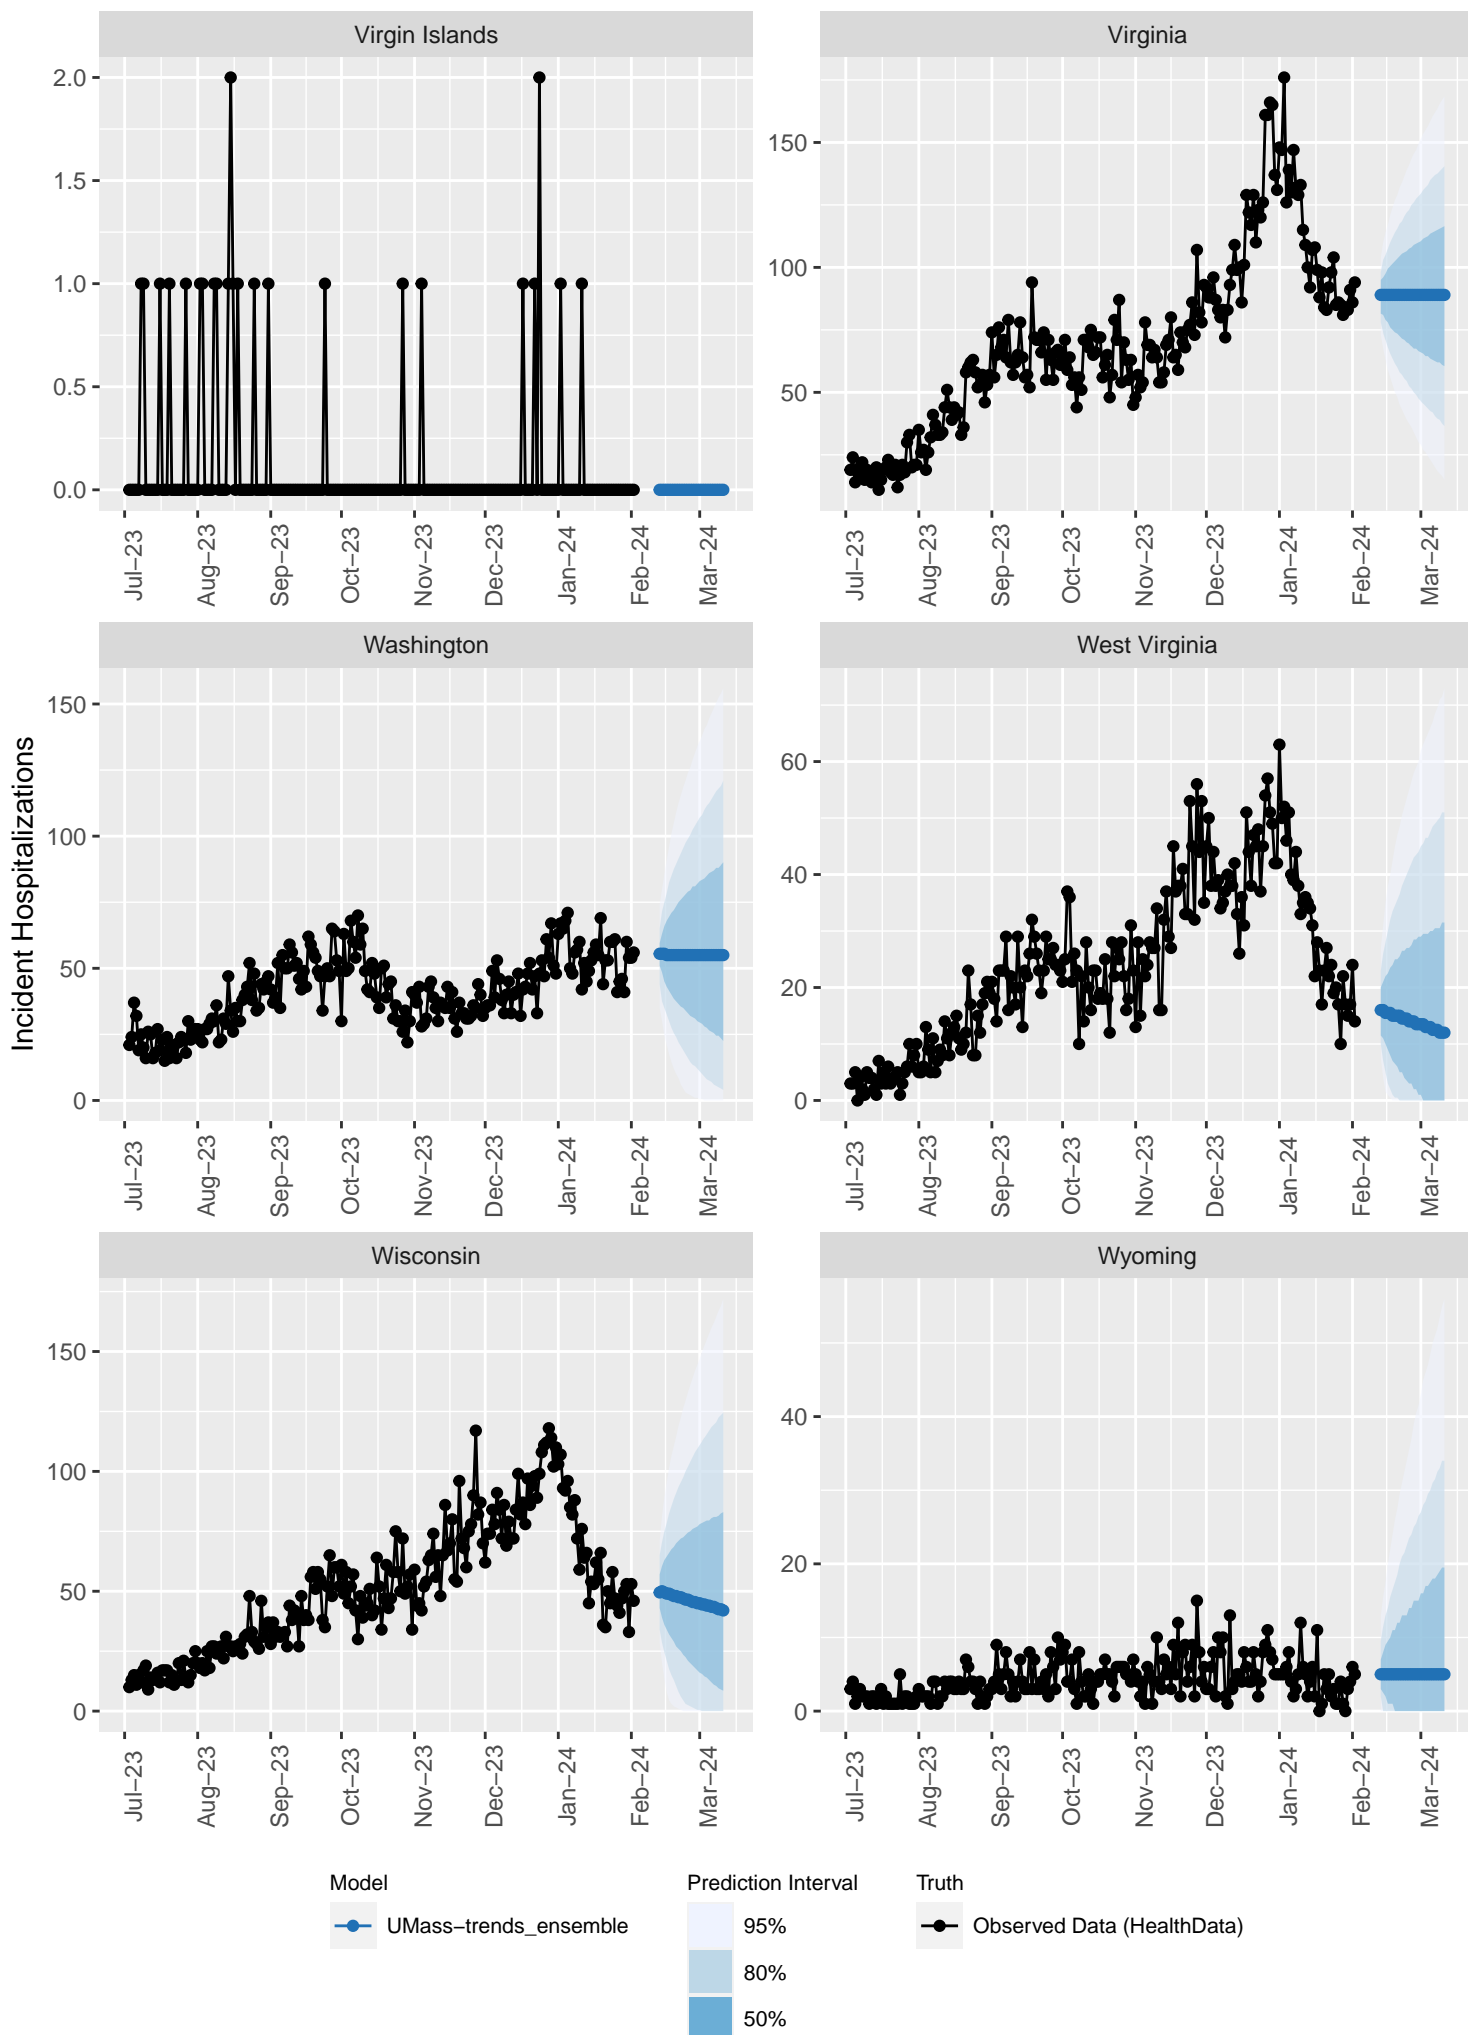 Virgin Islands
Virginia
2.0
1.5
1.0
0.5
0.0
150
100
50
Jul−23
Aug−23
Sep−23
Oct−23
Nov−23
Dec−23
Jan−24
Feb−24
Mar−24
Jul−23
Aug−23
Sep−23
Oct−23
Nov−23
Dec−23
Jan−24
Feb−24
Mar−24
Incident Hospitalizations
Washington
West Virginia
150
100
50
0
60
40
20
0
Jul−23
Aug−23
Sep−23
Oct−23
Nov−23
Dec−23
Jan−24
Feb−24
Mar−24
Jul−23
Aug−23
Sep−23
Oct−23
Nov−23
Dec−23
Jan−24
Feb−24
Mar−24
Wisconsin
Wyoming
150
100
50
0
40
20
0
Jul−23
Aug−23
Sep−23
Oct−23
Nov−23
Dec−23
Jan−24
Feb−24
Mar−24
Jul−23
Aug−23
Sep−23
Oct−23
Nov−23
Dec−23
Jan−24
Feb−24
Mar−24
Model
UMass−trends_ensemble
Prediction Interval
95%
80%
50%
Truth
Observed Data (HealthData)